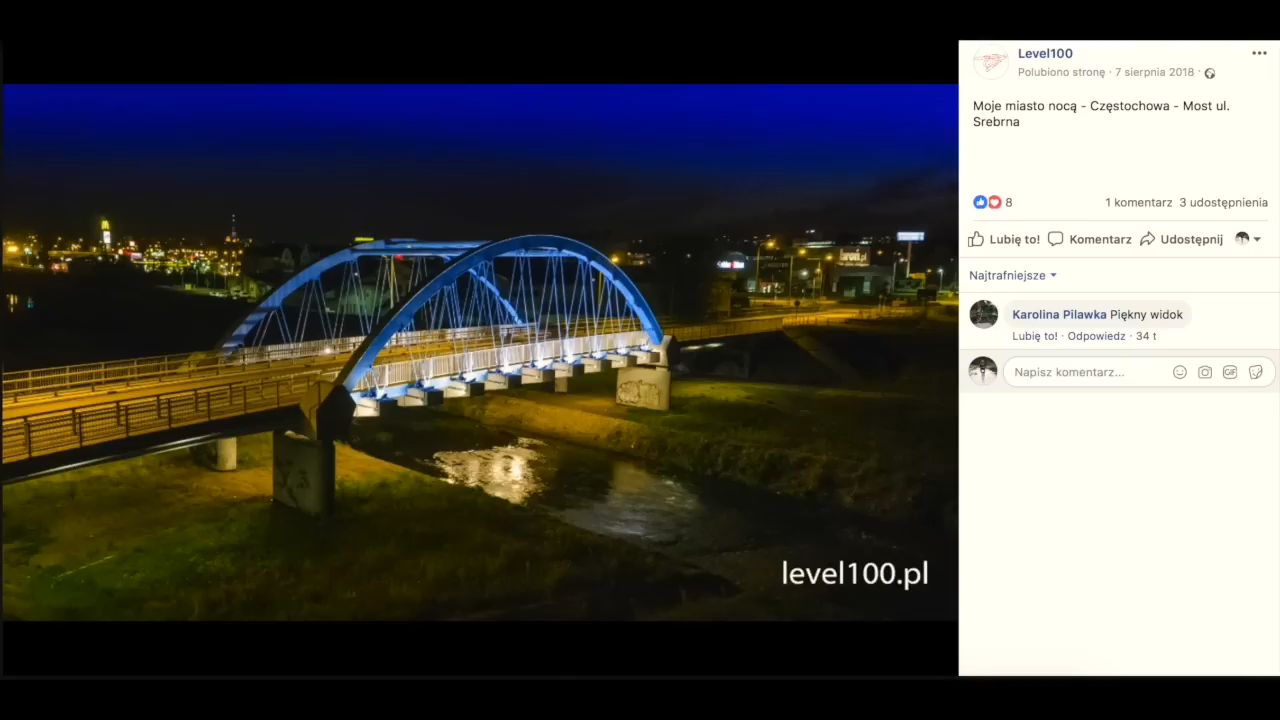 Level100
Polubiono stronę · 7 sierpnia 2018 ·
Moje miasto nocą - Częstochowa - Most ul.
Srebrna
8 1 komentarz 3 udostępnienia
Lubię to! Komentarz Udostępnij
Najtrafniejsze
Karolina Pilawka Piękny widok
Lubię to! · Odpowiedz · 34 t
Napisz komentarz... GIF
level100.pl